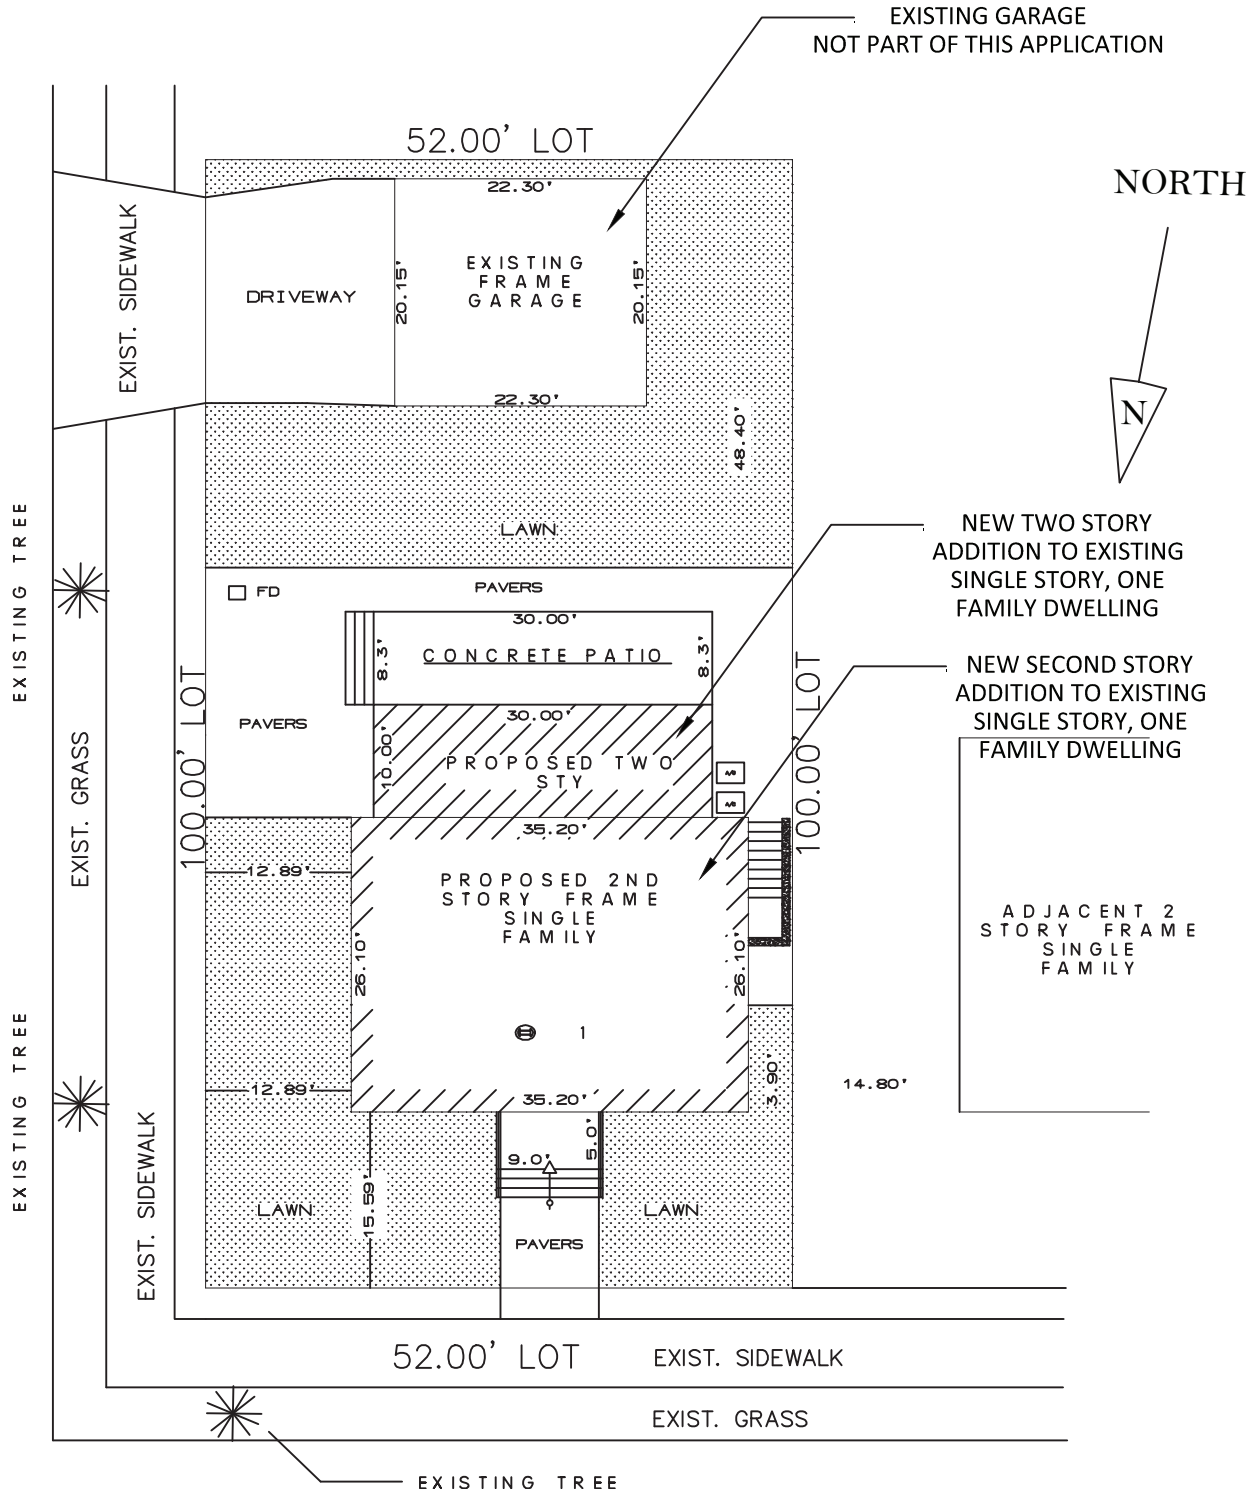 EXISTING GARAGE
NOT PART OF THIS APPLICATION
52.00' LOT
NORTH
N
22.30'
EXIST. SIDEWALK
DRIVEWAY
20.15'
EXISTING
FRAME
GARAGE
20.15'
22.30'
48.40'
LAWN
NEW TWO STORY
ADDITION TO EXISTING
SINGLE STORY, ONE
FAMILY DWELLING
EXISTING TREE
FD
PAVERS
30.00'
8.3'
CONCRETE PATIO
8.3'
NEW SECOND STORY
ADDITION TO EXISTING
SINGLE STORY, ONE
FAMILY DWELLING
100.00' LOT
100.00' LOT
PAVERS
30.00'
10.00'
PROPOSED TWO
STY
A/C
A/C
EXIST. GRASS
35.20'
12.89'
PROPOSED 2ND
STORY FRAME
SINGLE
FAMILY
26.10'
26.10'
ADJACENT 2
STORY FRAME
SINGLE
FAMILY
1
EXISTING TREE
12.89'
35.20'
3.90'
14.80'
EXIST. SIDEWALK
5.0'
9.0'
15.59'
LAWN
LAWN
PAVERS
52.00' LOT
EXIST. SIDEWALK
EXIST. GRASS
EXISTING TREE